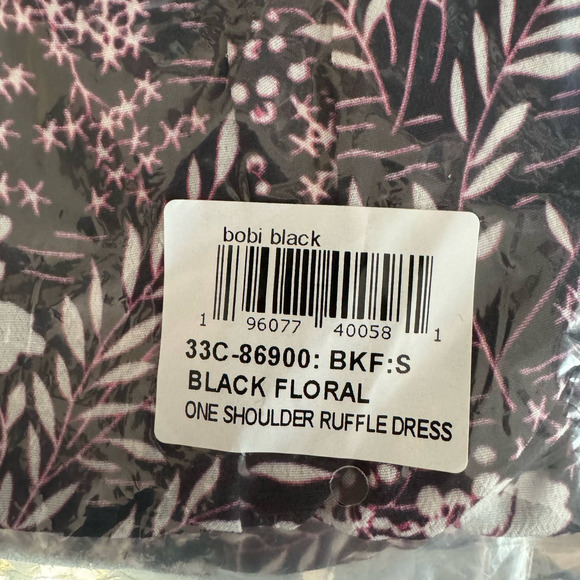 bobi black
1 96077 40058 1
33C-86900: BKF:S
BLACK FLORAL
ONE SHOULDER RUFFLE DRESS